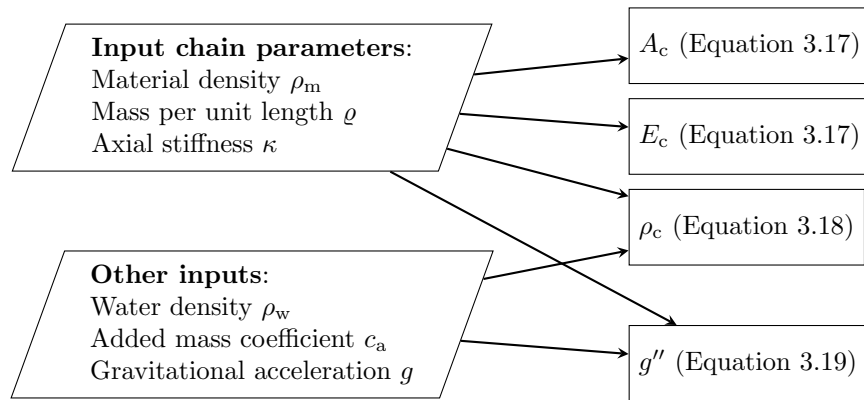 Input chain parameters:
Material density ρm
Mass per unit length ϱ
Axial stiffness κ
Other inputs:
Water density ρw
Added mass coefficient ca
Gravitational acceleration g
Ac (Equation 3.17)
Ec (Equation 3.17)
ρc (Equation 3.18)
g′′ (Equation 3.19)